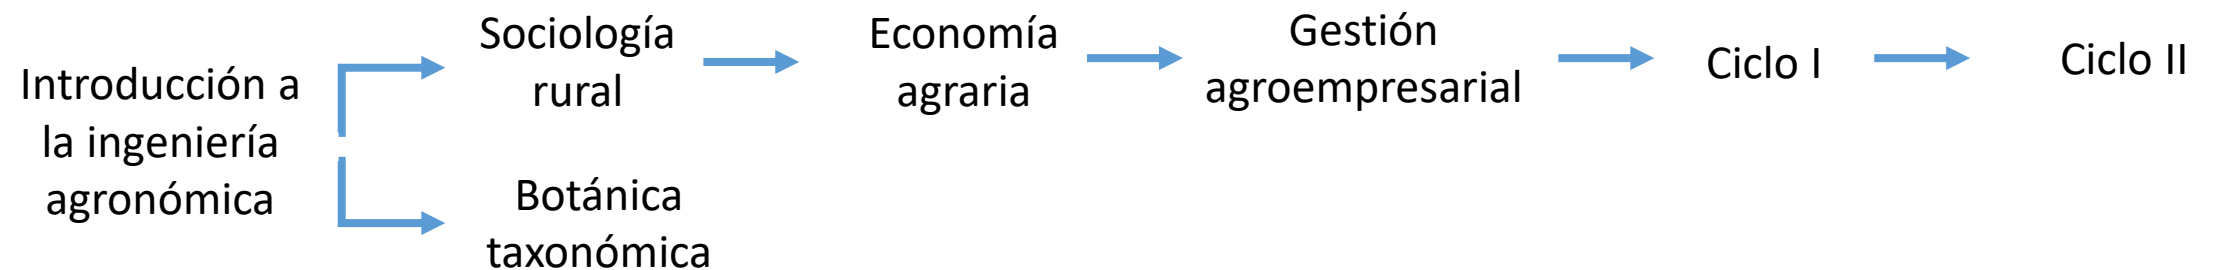 Introducción a
la ingeniería
agronómica
Sociología
rural
Economía
agraria
Gestión
agroempresarial
Ciclo I
Ciclo II
Botánica
taxonómica